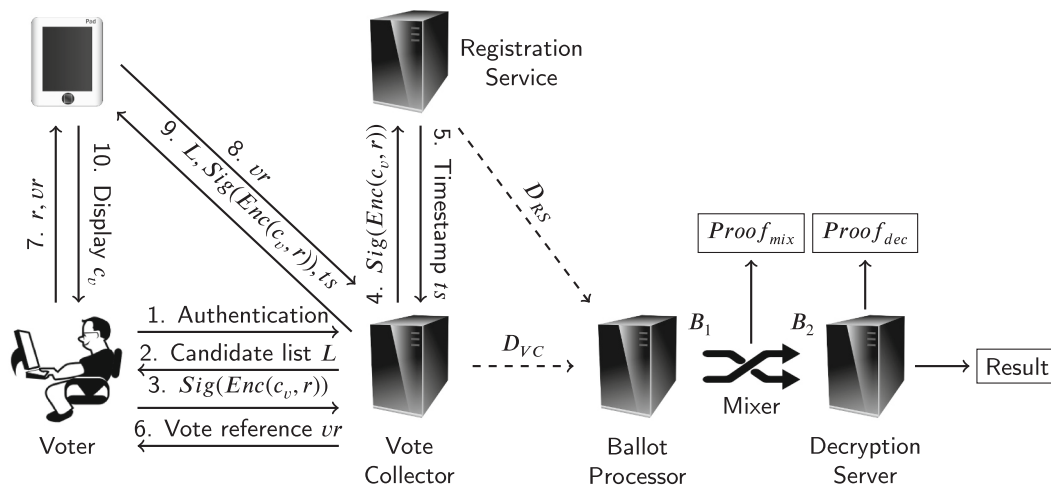 Pad
Registration
Service
7. r, vr
10. Display c_v
8. vr
9. L, Sig(Enc(c_v, r)), ts
4. Sig(Enc(c_v, r))
5. Timestamp ts
D_RS
Proof_mix
Proof_dec
1. Authentication
2. Candidate list L
3. Sig(Enc(c_v, r))
6. Vote reference vr
D_VC
B_1
B_2
Result
Voter
Vote
Collector
Ballot
Processor
Mixer
Decryption
Server